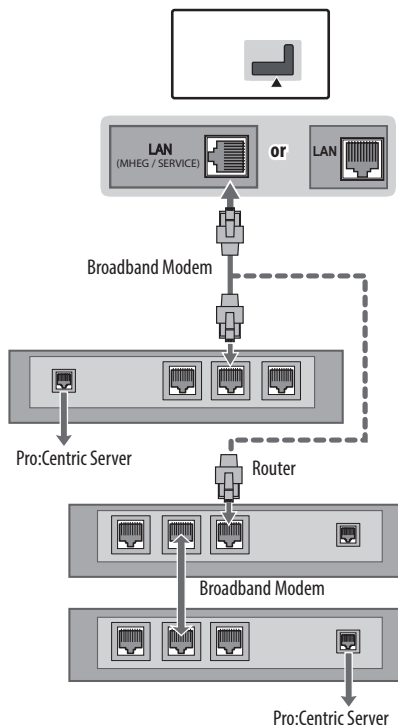 LAN
(MHEG / SERVICE)
or
LAN
Broadband Modem
Pro:Centric Server
Router
Broadband Modem
Pro:Centric Server